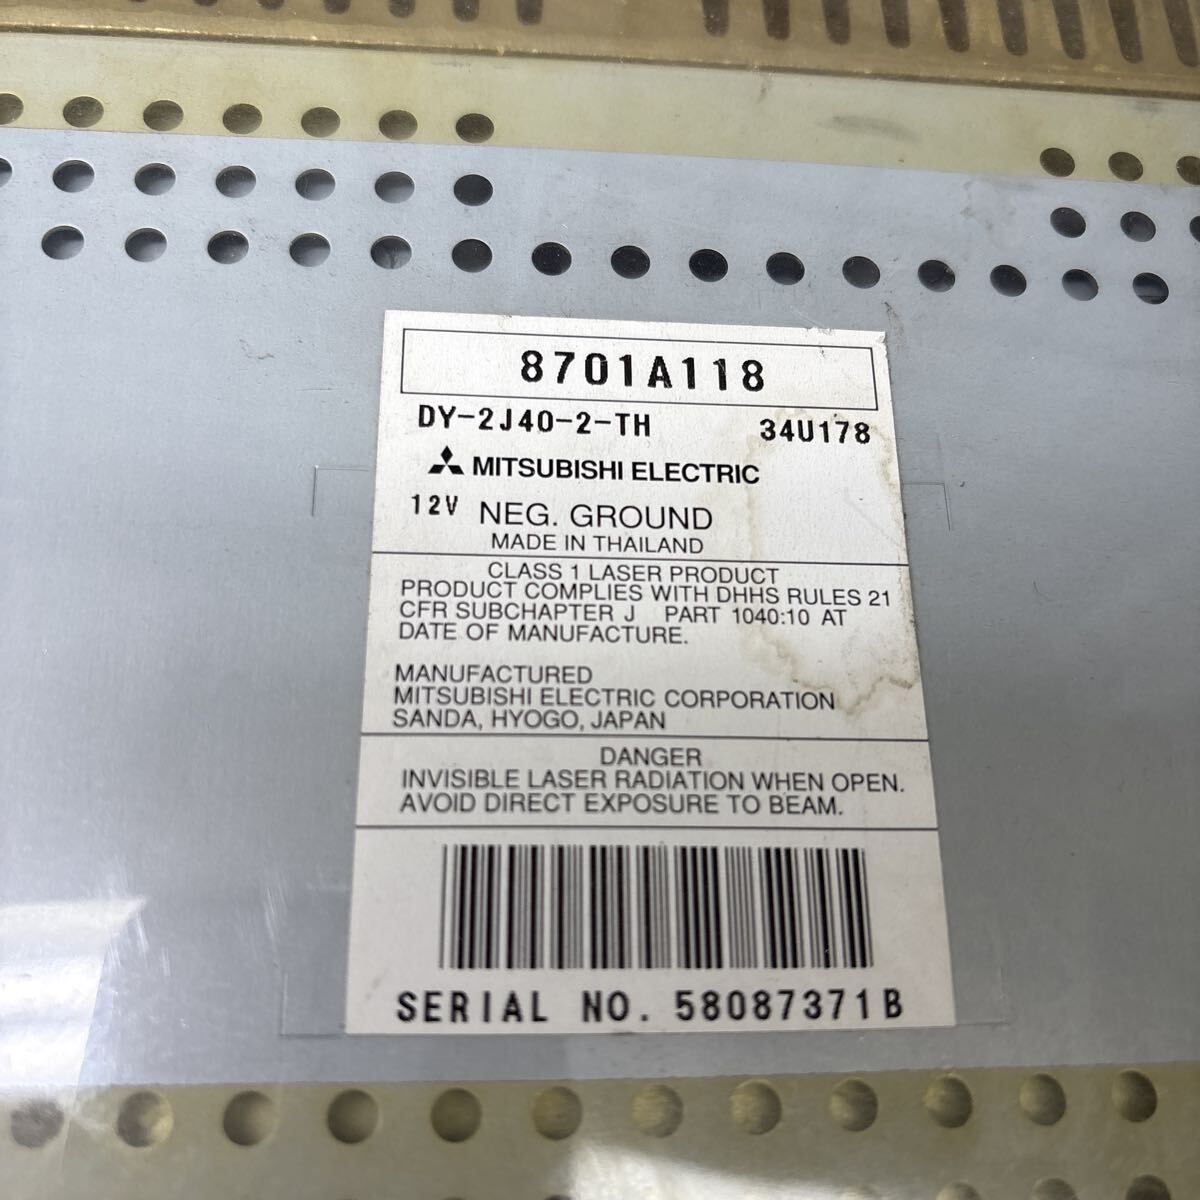 8701A118
DY-2J40-2-TH 34U178
MITSUBISHI ELECTRIC
12V NEG. GROUND
MADE IN THAILAND
CLASS 1 LASER PRODUCT
PRODUCT COMPLIES WITH DHHS RULES 21
CFR SUBCHAPTER J PART 1040:10 AT
DATE OF MANUFACTURE.
MANUFACTURED
MITSUBISHI ELECTRIC CORPORATION
SANDA, HYOGO, JAPAN
DANGER
INVISIBLE LASER RADIATION WHEN OPEN.
AVOID DIRECT EXPOSURE TO BEAM.
SERIAL NO. 58087371B